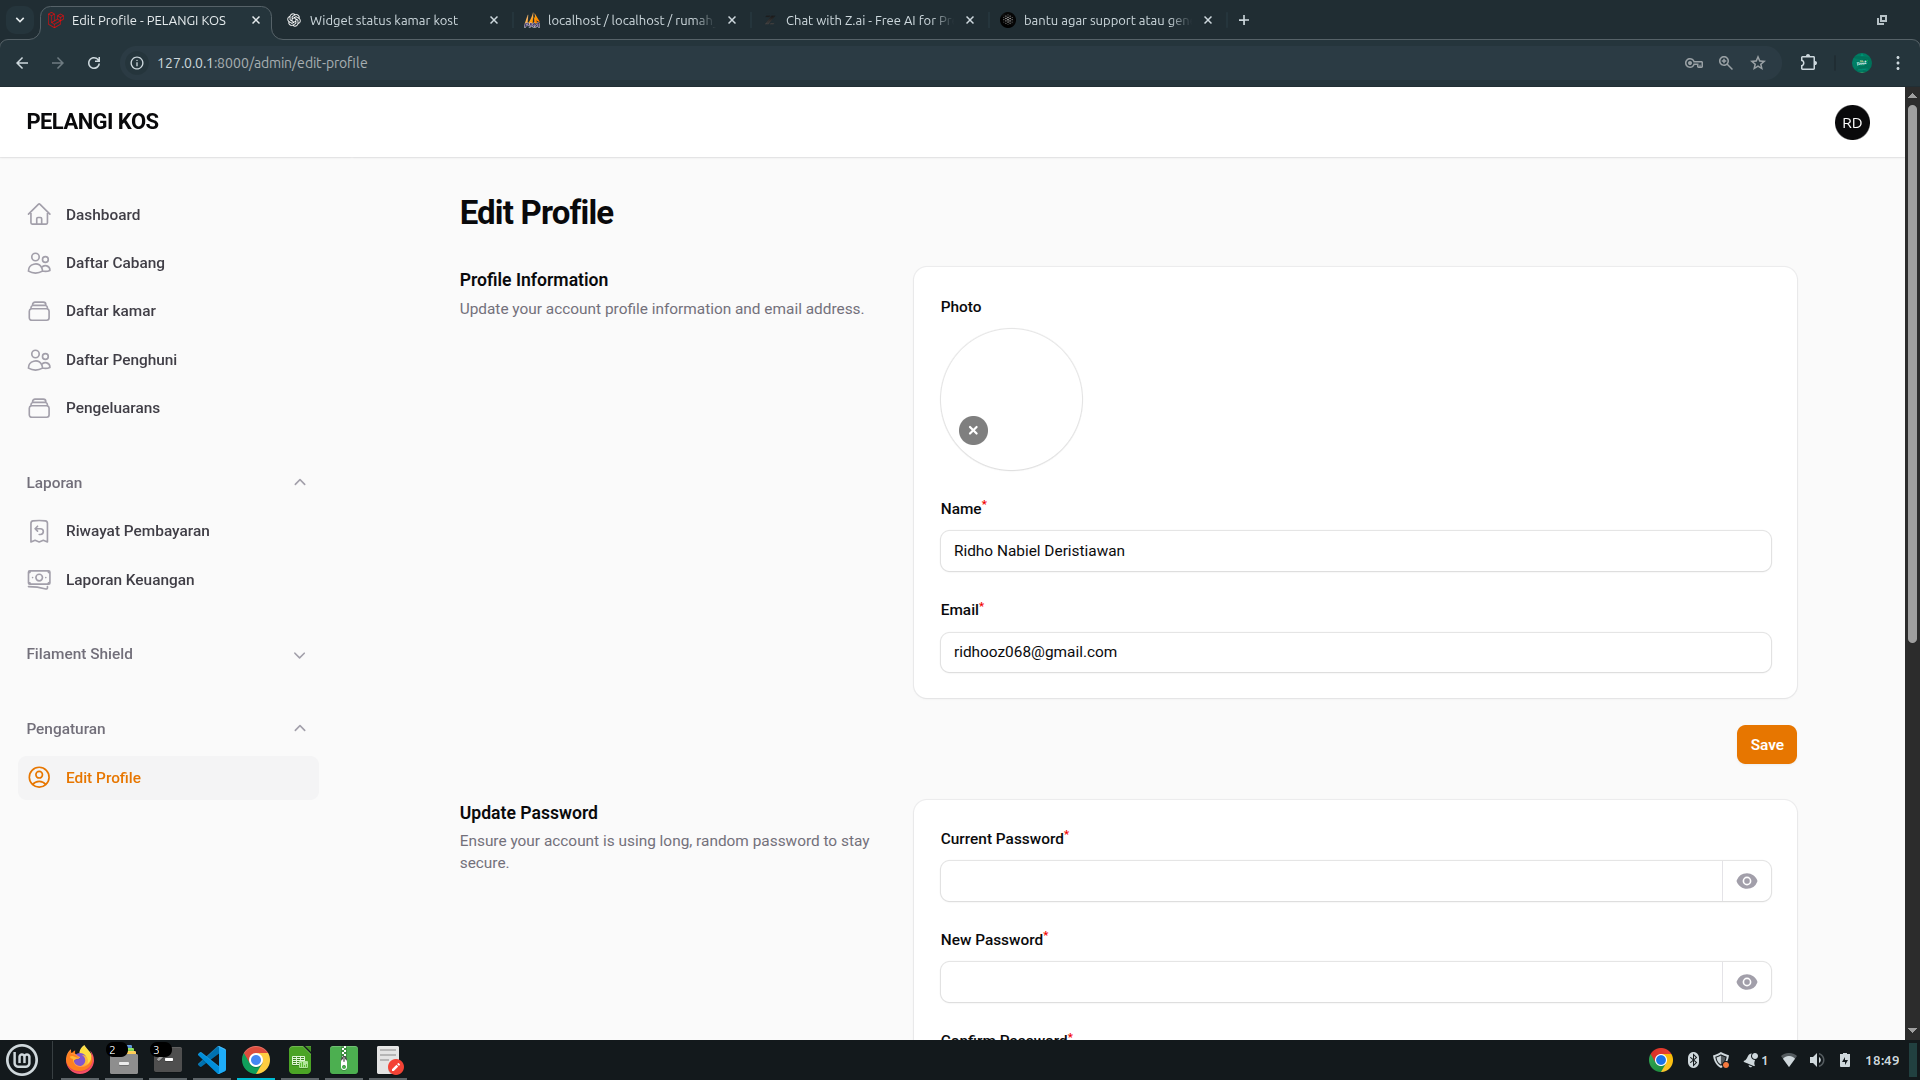 Edit Profile - PELANGI KOS
Widget status kamar kost
localhost / localhost / rumah
Chat with Z.ai - Free AI for Pr
bantu agar support atau gen
127.0.0.1:8000/admin/edit-profile
PELANGI KOS
RD
Dashboard
Daftar Cabang
Daftar kamar
Daftar Penghuni
Pengeluarans
Laporan
Riwayat Pembayaran
Laporan Keuangan
Filament Shield
Pengaturan
Edit Profile
Edit Profile
Profile Information
Update your account profile information and email address.
Photo
Name*
Ridho Nabiel Deristiawan
Email*
ridhooz068@gmail.com
Save
Update Password
Ensure your account is using long, random password to stay
secure.
Current Password*
New Password*
Confirm Password*
2
3
1
18:49